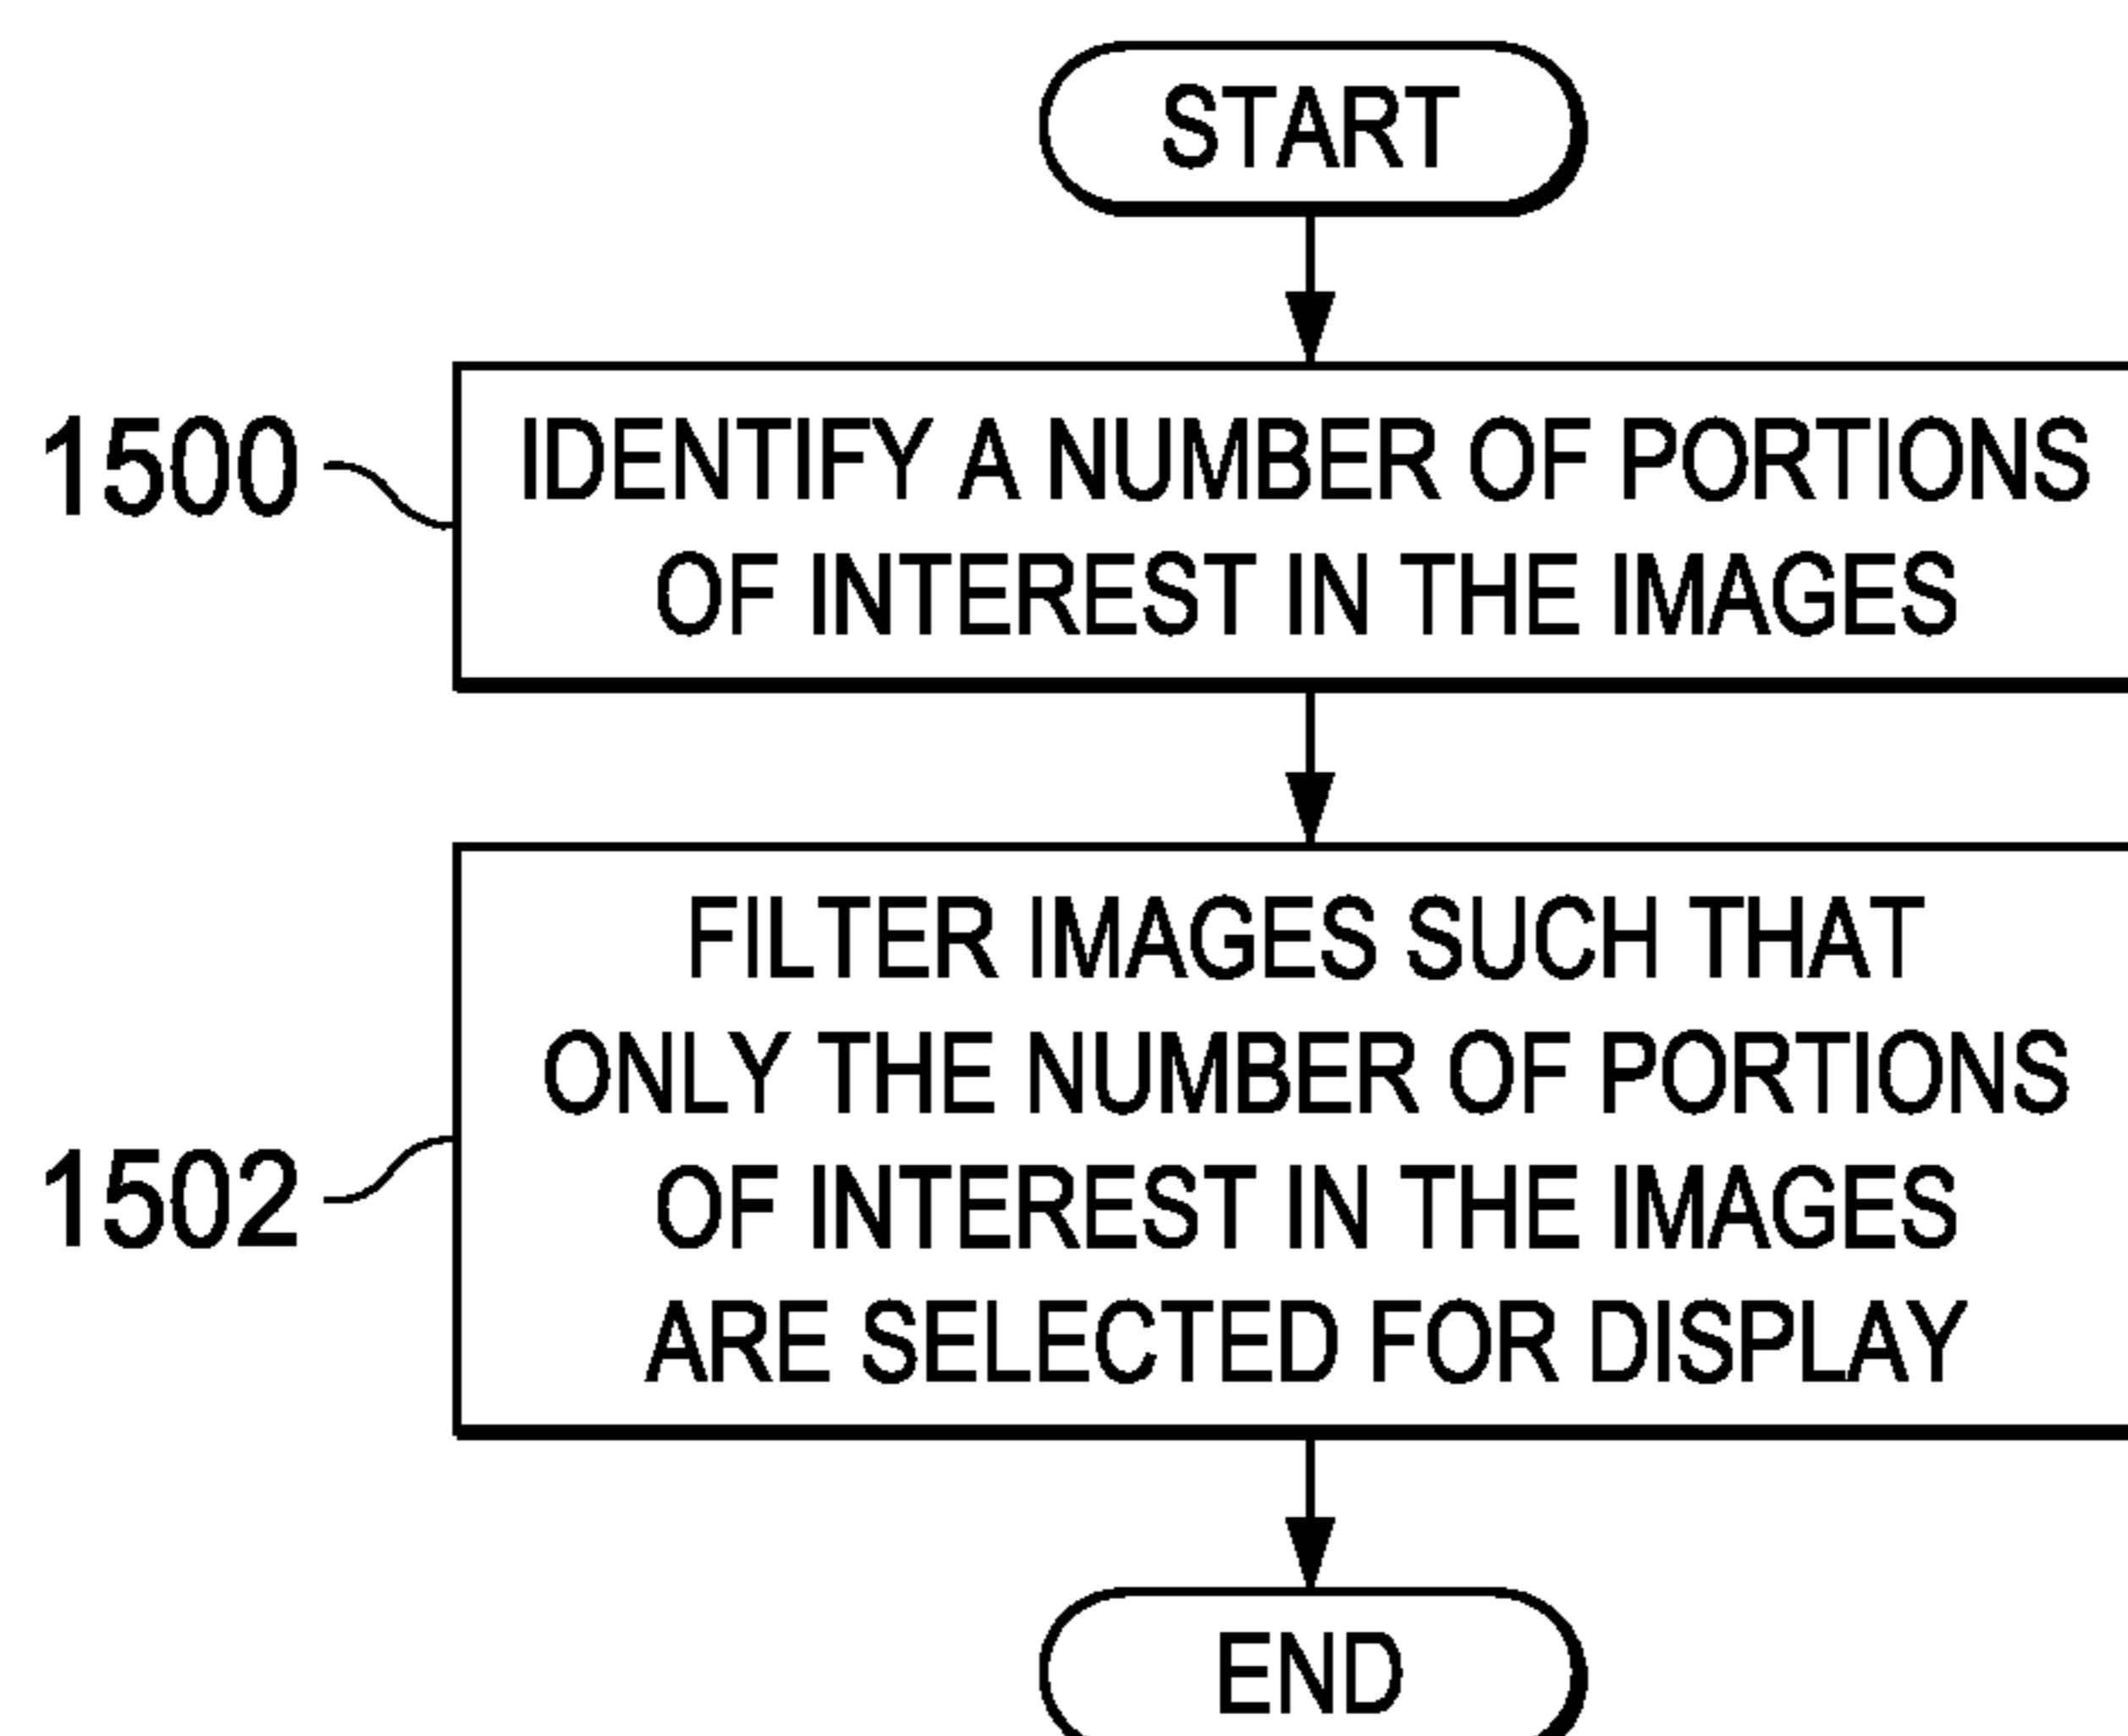 START
1500
IDENTIFY A NUMBER OF PORTIONS
OF INTEREST IN THE IMAGES
1502
FILTER IMAGES SUCH THAT
ONLY THE NUMBER OF PORTIONS
OF INTEREST IN THE IMAGES
ARE SELECTED FOR DISPLAY
END